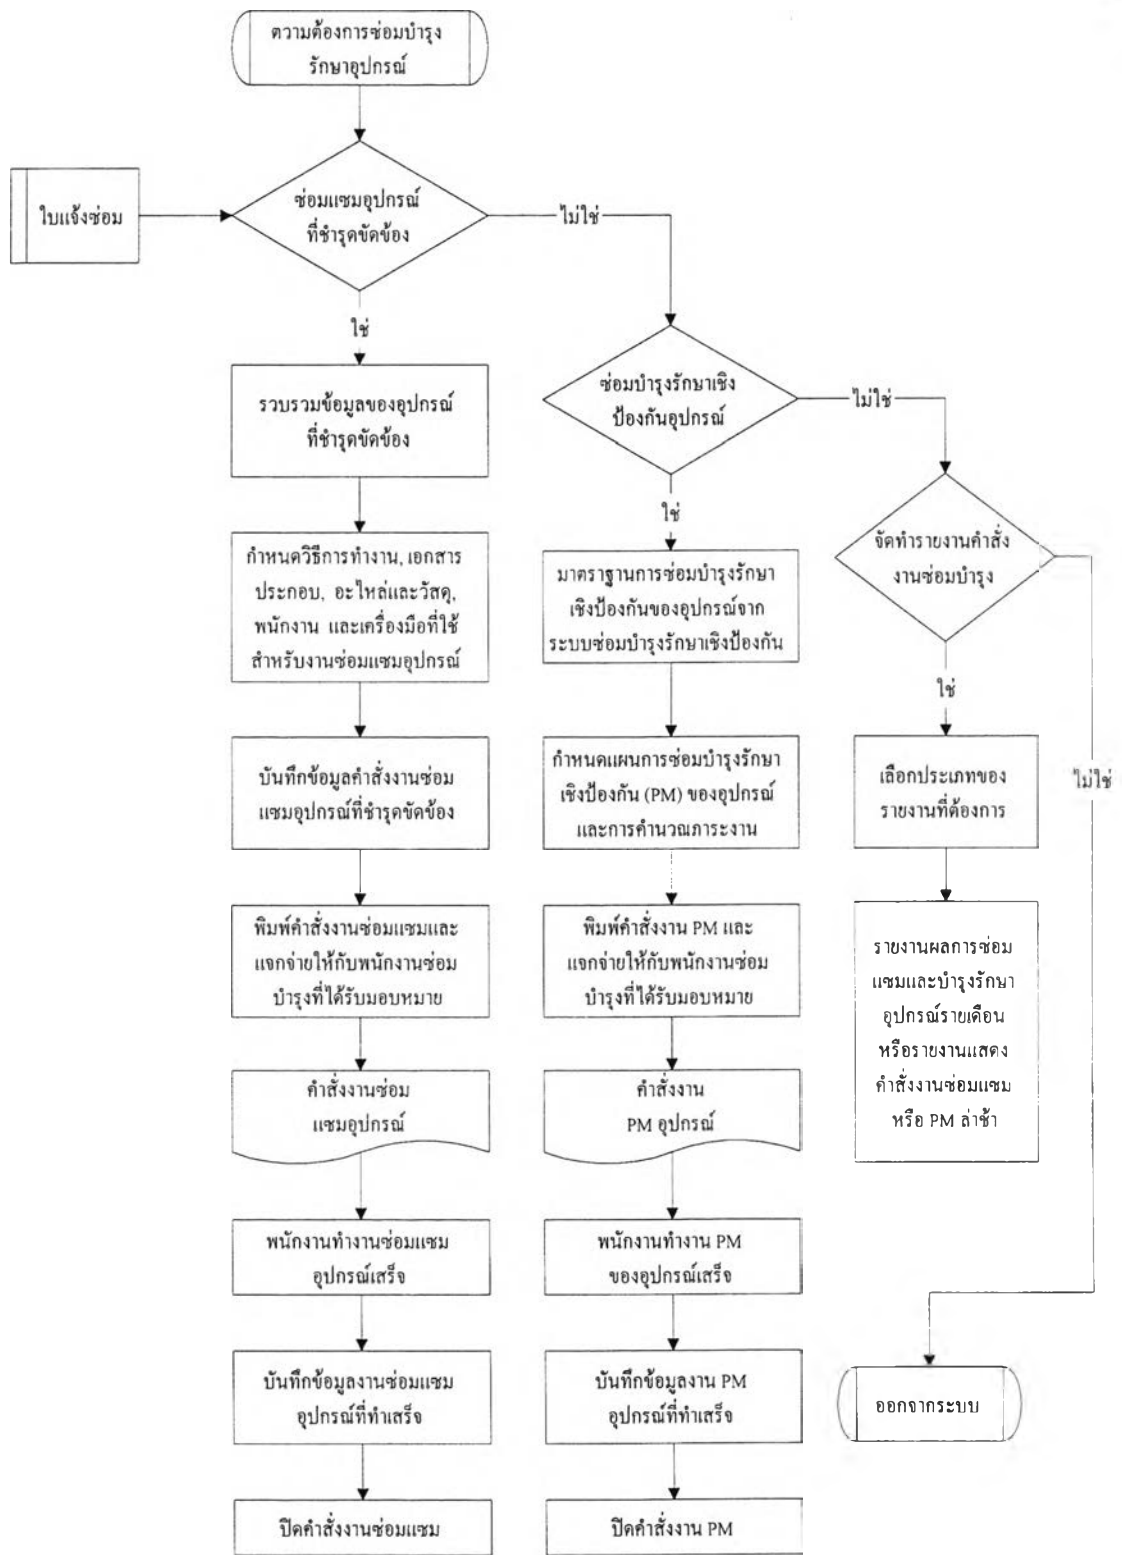 ความต้องการซ่อมบำรุง
รักษาอุปกรณ์
ใบแจ้งซ่อม
ซ่อมแซมอุปกรณ์
ที่ชำรุดขัดข้อง
ไม่ใช่
ใช่
รวบรวมข้อมูลของอุปกรณ์
ที่ชำรุดขัดข้อง
กำหนดวิธีการทำงาน, เอกสาร
ประกอบ, อะไหล่และวัสดุ,
พนักงาน และเครื่องมือที่ใช้
สำหรับงานซ่อมแซมอุปกรณ์
บันทึกข้อมูลคำสั่งงานซ่อม
แซมอุปกรณ์ที่ชำรุดขัดข้อง
พิมพ์คำสั่งงานซ่อมแซมและ
แจกจ่ายให้กับพนักงานซ่อม
บำรุงที่ได้รับมอบหมาย
คำสั่งงานซ่อม
แซมอุปกรณ์
พนักงานทำงานซ่อมแซม
อุปกรณ์เสร็จ
บันทึกข้อมูลงานซ่อมแซม
อุปกรณ์ที่ทำเสร็จ
ปิดคำสั่งงานซ่อมแซม
ซ่อมบำรุงรักษาเชิง
ป้องกันอุปกรณ์
ไม่ใช่
ใช่
มาตราฐานการซ่อมบำรุงรักษา
เชิงป้องกันของอุปกรณ์จาก
ระบบซ่อมบำรุงรักษาเชิงป้องกัน
กำหนดแผนการซ่อมบำรุงรักษา
เชิงป้องกัน (PM) ของอุปกรณ์
และการคำนวณภาระงาน
พิมพ์คำสั่งงาน PM และ
แจกจ่ายให้กับพนักงานซ่อม
บำรุงที่ได้รับมอบหมาย
คำสั่งงาน
PM อุปกรณ์
พนักงานทำงาน PM
ของอุปกรณ์เสร็จ
บันทึกข้อมูลงาน PM
อุปกรณ์ที่ทำเสร็จ
ปิดคำสั่งงาน PM
จัดทำรายงานคำสั่ง
งานซ่อมบำรุง
ใช่
ไม่ใช่
เลือกประเภทของ
รายงานที่ต้องการ
รายงานผลการซ่อม
แซมและบำรุงรักษา
อุปกรณ์รายเดือน
หรือรายงานแสดง
คำสั่งงานซ่อมแซม
หรือ PM ล่าช้า
ออกจากระบบ